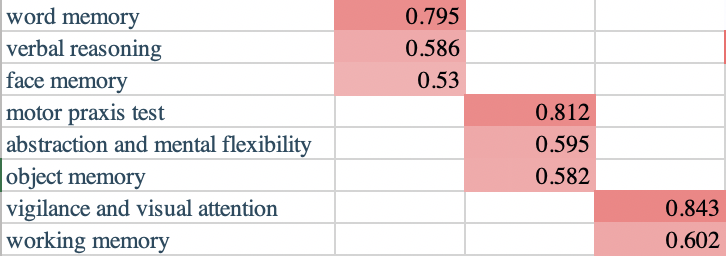 word memory 0.795
verbal reasoning 0.586
face memory 0.53
motor praxis test 0.812
abstraction and mental flexibility 0.595
object memory 0.582
vigilance and visual attention 0.843
working memory 0.602